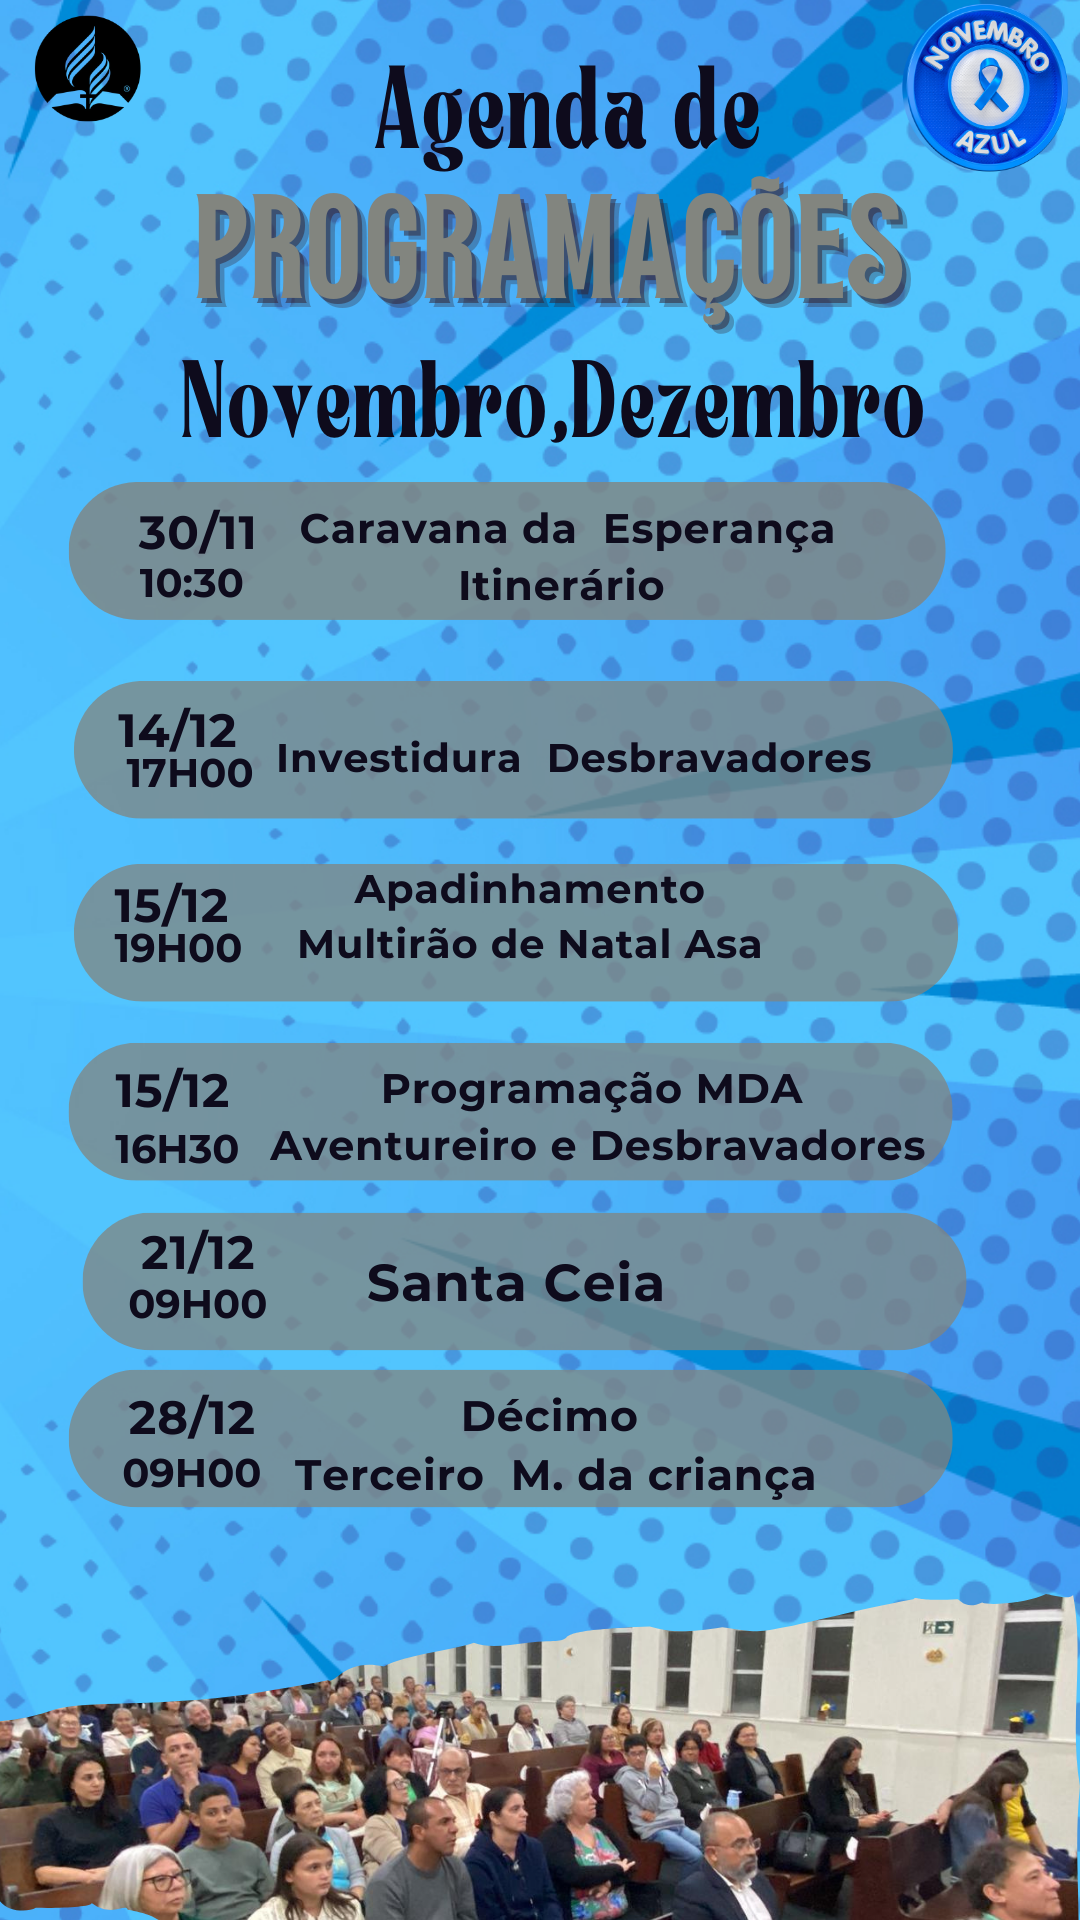 NOVEMBRO
AZUL
Agenda de
PROGRAMAÇÕES
Novembro,Dezembro
30/11
10:30
Caravana da Esperança
Itinerário
14/12
17H00
Investidura Desbravadores
15/12
19H00
Apadinhamento
Multirão de Natal Asa
15/12
16H30
Programação MDA
Aventureiro e Desbravadores
21/12
09H00
Santa Ceia
28/12
09H00
Décimo
Terceiro M. da criança